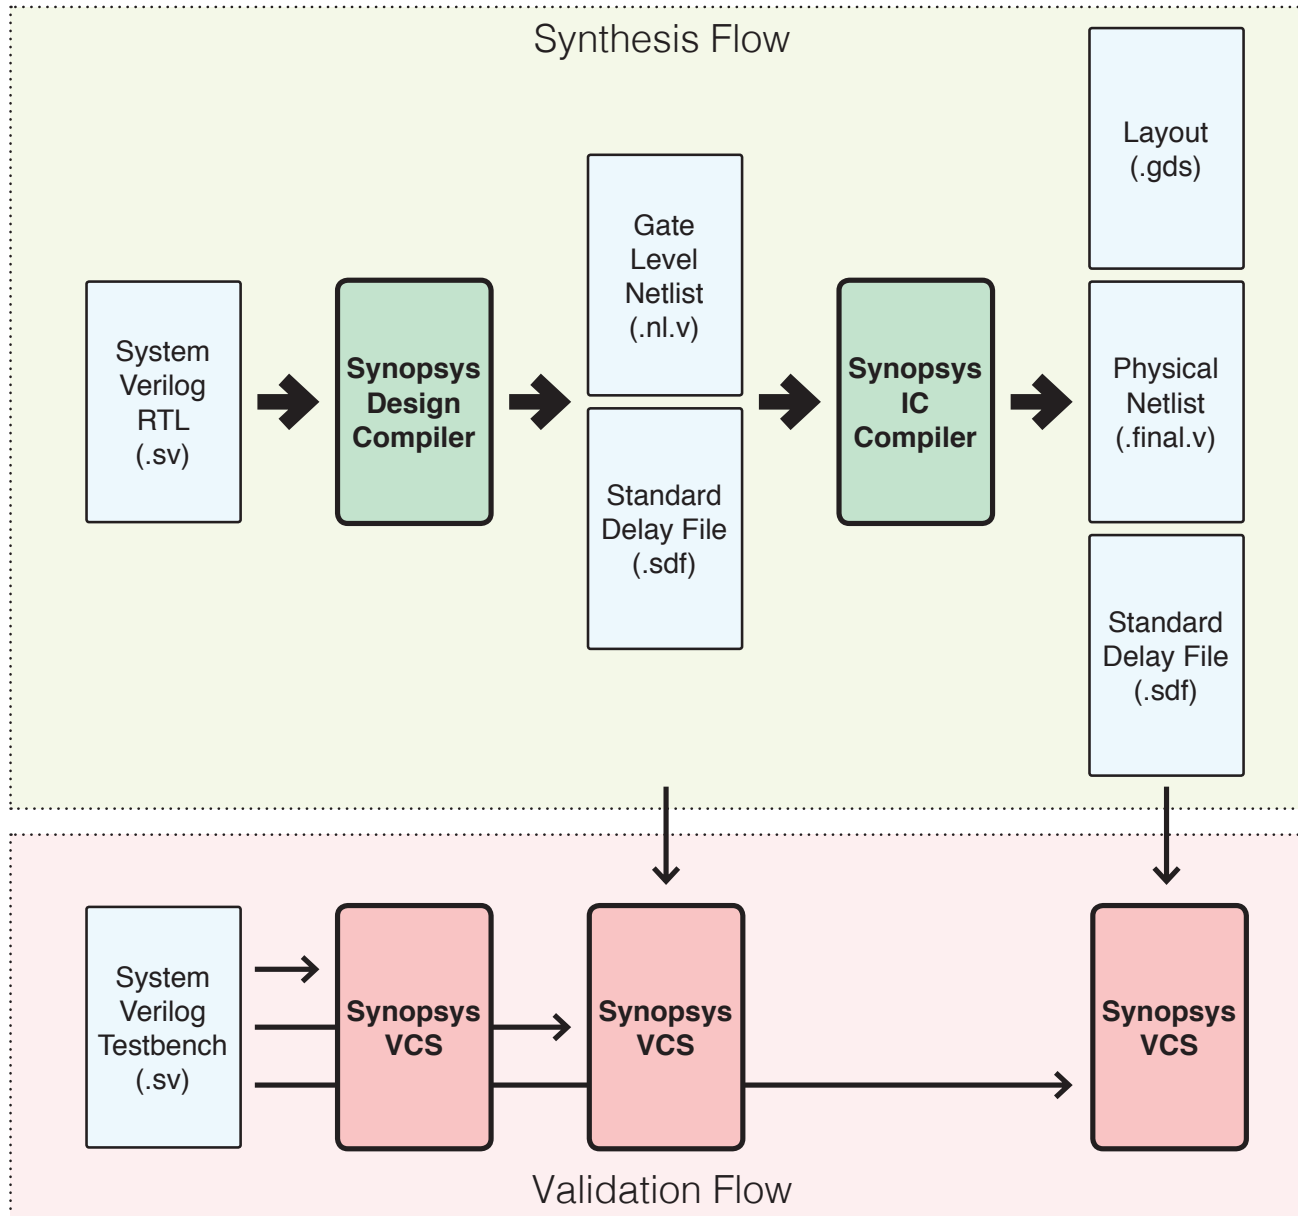 Synthesis Flow
System
Verilog
RTL
(.sv)
Synopsys
Design
Compiler
Gate
Level
Netlist
(.nl.v)
Standard
Delay File
(.sdf)
Synopsys
IC
Compiler
Layout
(.gds)
Physical
Netlist
(.final.v)
Standard
Delay File
(.sdf)
System
Verilog
Testbench
(.sv)
Synopsys
VCS
Synopsys
VCS
Synopsys
VCS
Validation Flow